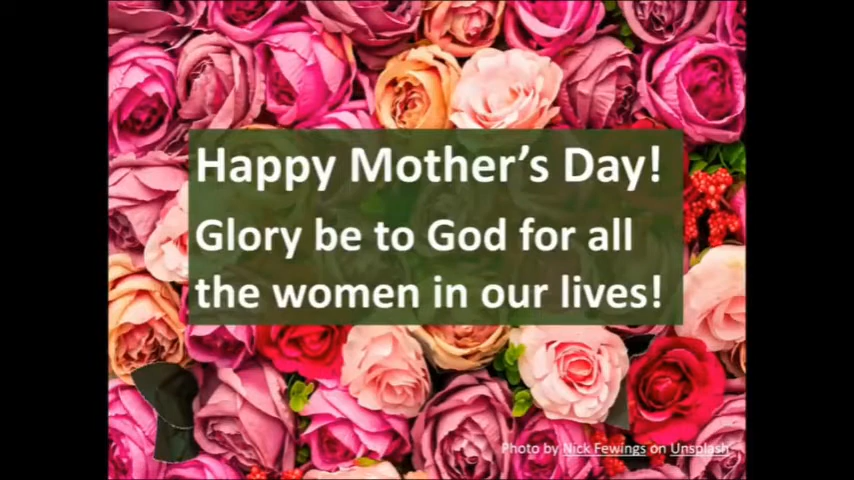 Happy Mother's Day!
Glory be to God for all
the women in our lives!
Photo by Nick Fewings on Unsplash